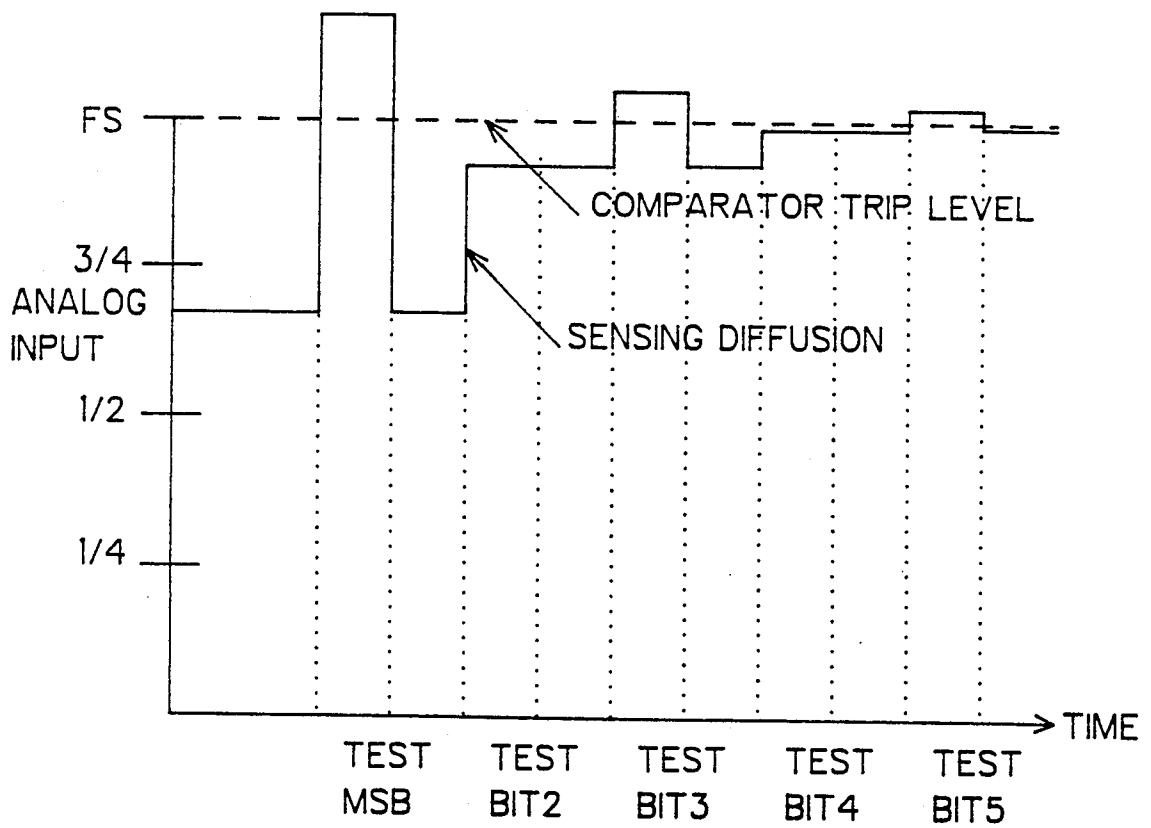 FS
COMPARATOR TRIP LEVEL
3/4
ANALOG
INPUT
SENSING DIFFUSION
1/2
1/4
TIME
TEST
MSB
TEST
BIT2
TEST
BIT3
TEST
BIT4
TEST
BIT5